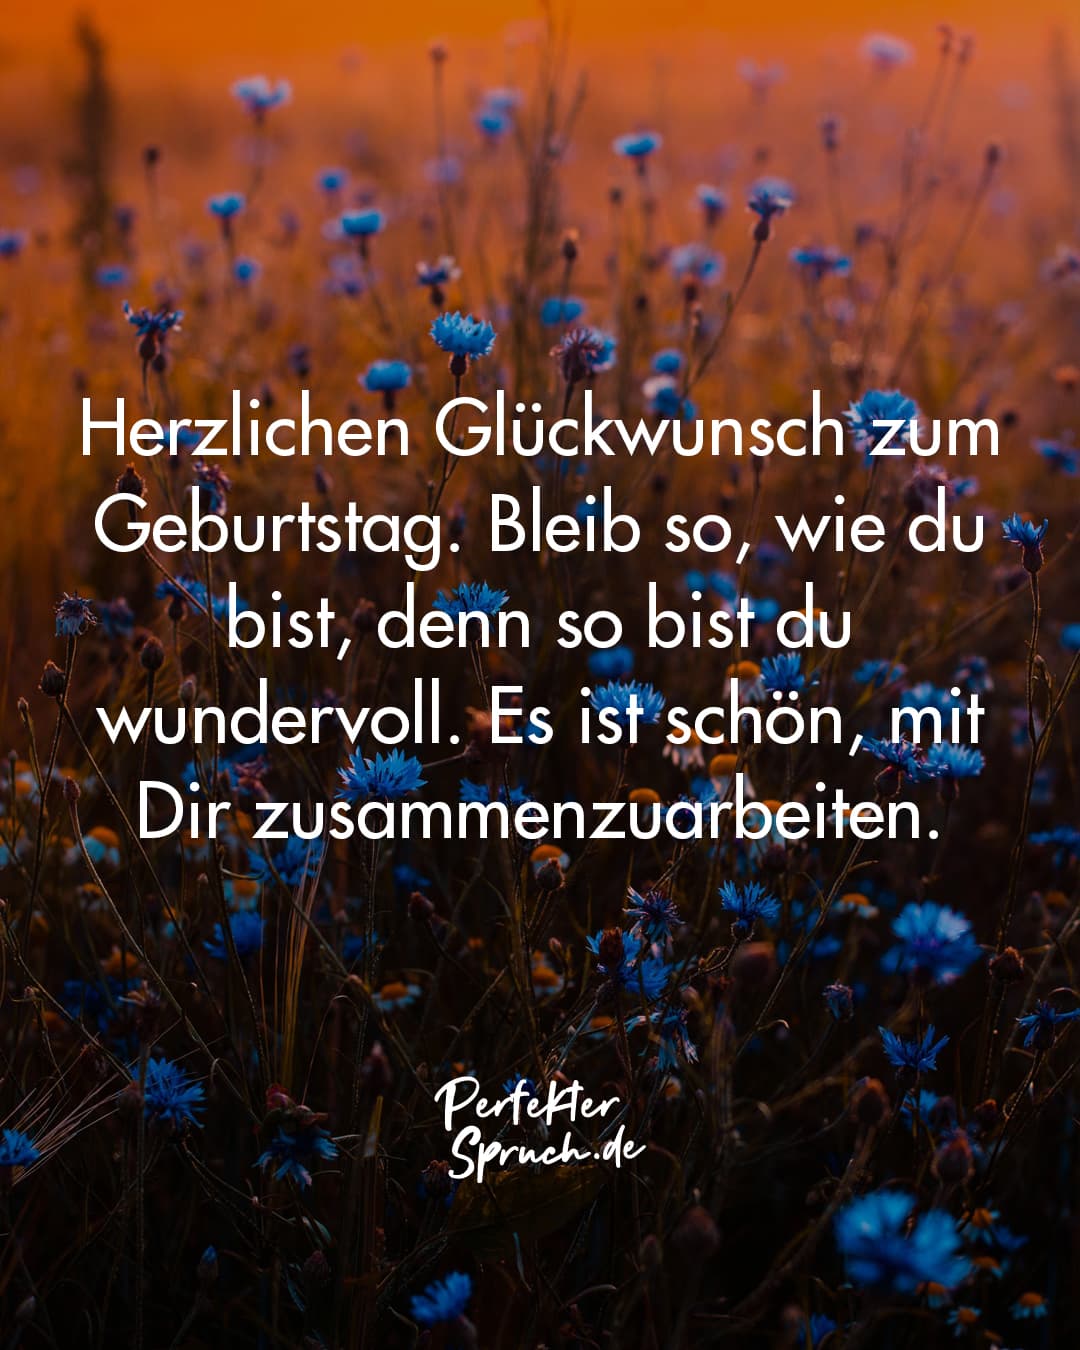 Herzlichen Glückwunsch zum
Geburtstag. Bleib so, wie du
bist, denn so bist du
wundervoll. Es ist schön, mit
Dir zusammenzuarbeiten.
Perfekter
Spruch.de